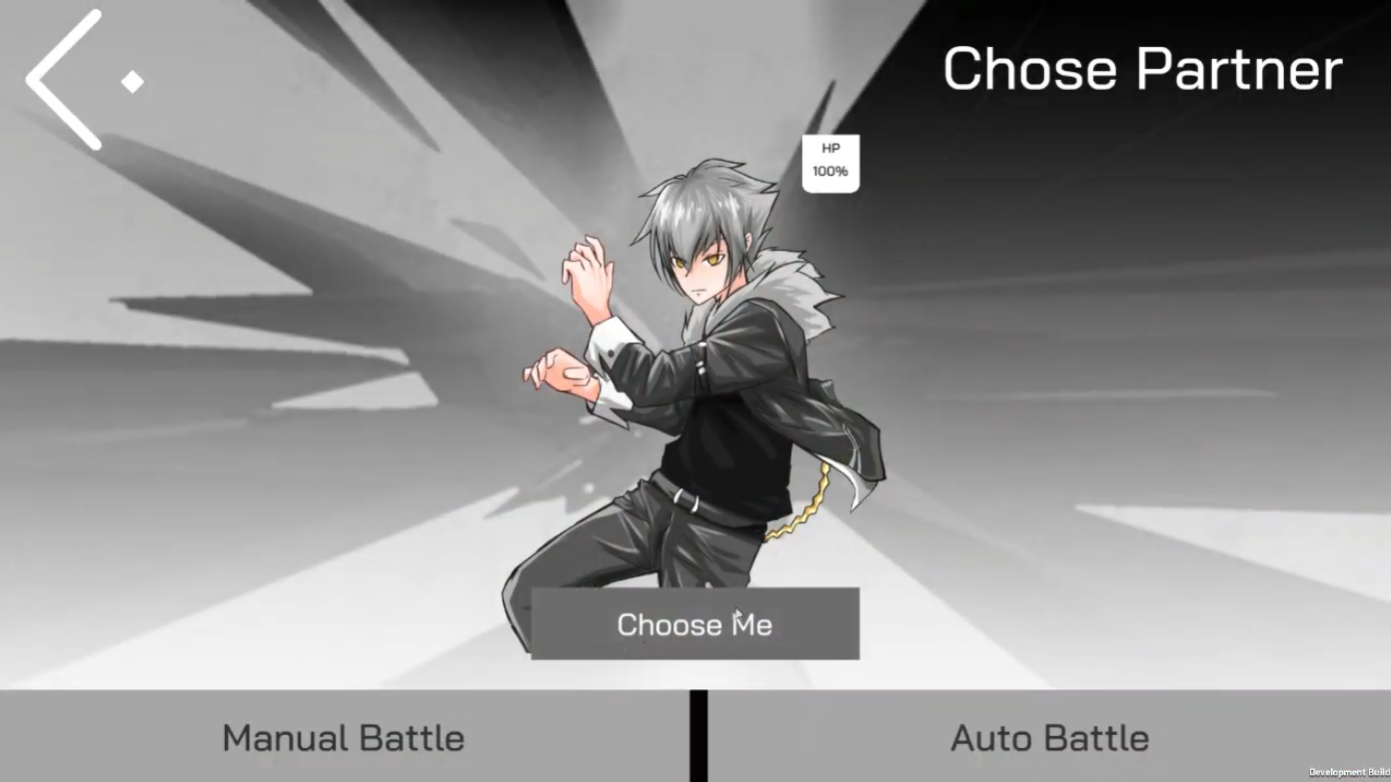 Chose Partner
HP
100%
Choose Me
Manual Battle
Auto Battle
Development Build